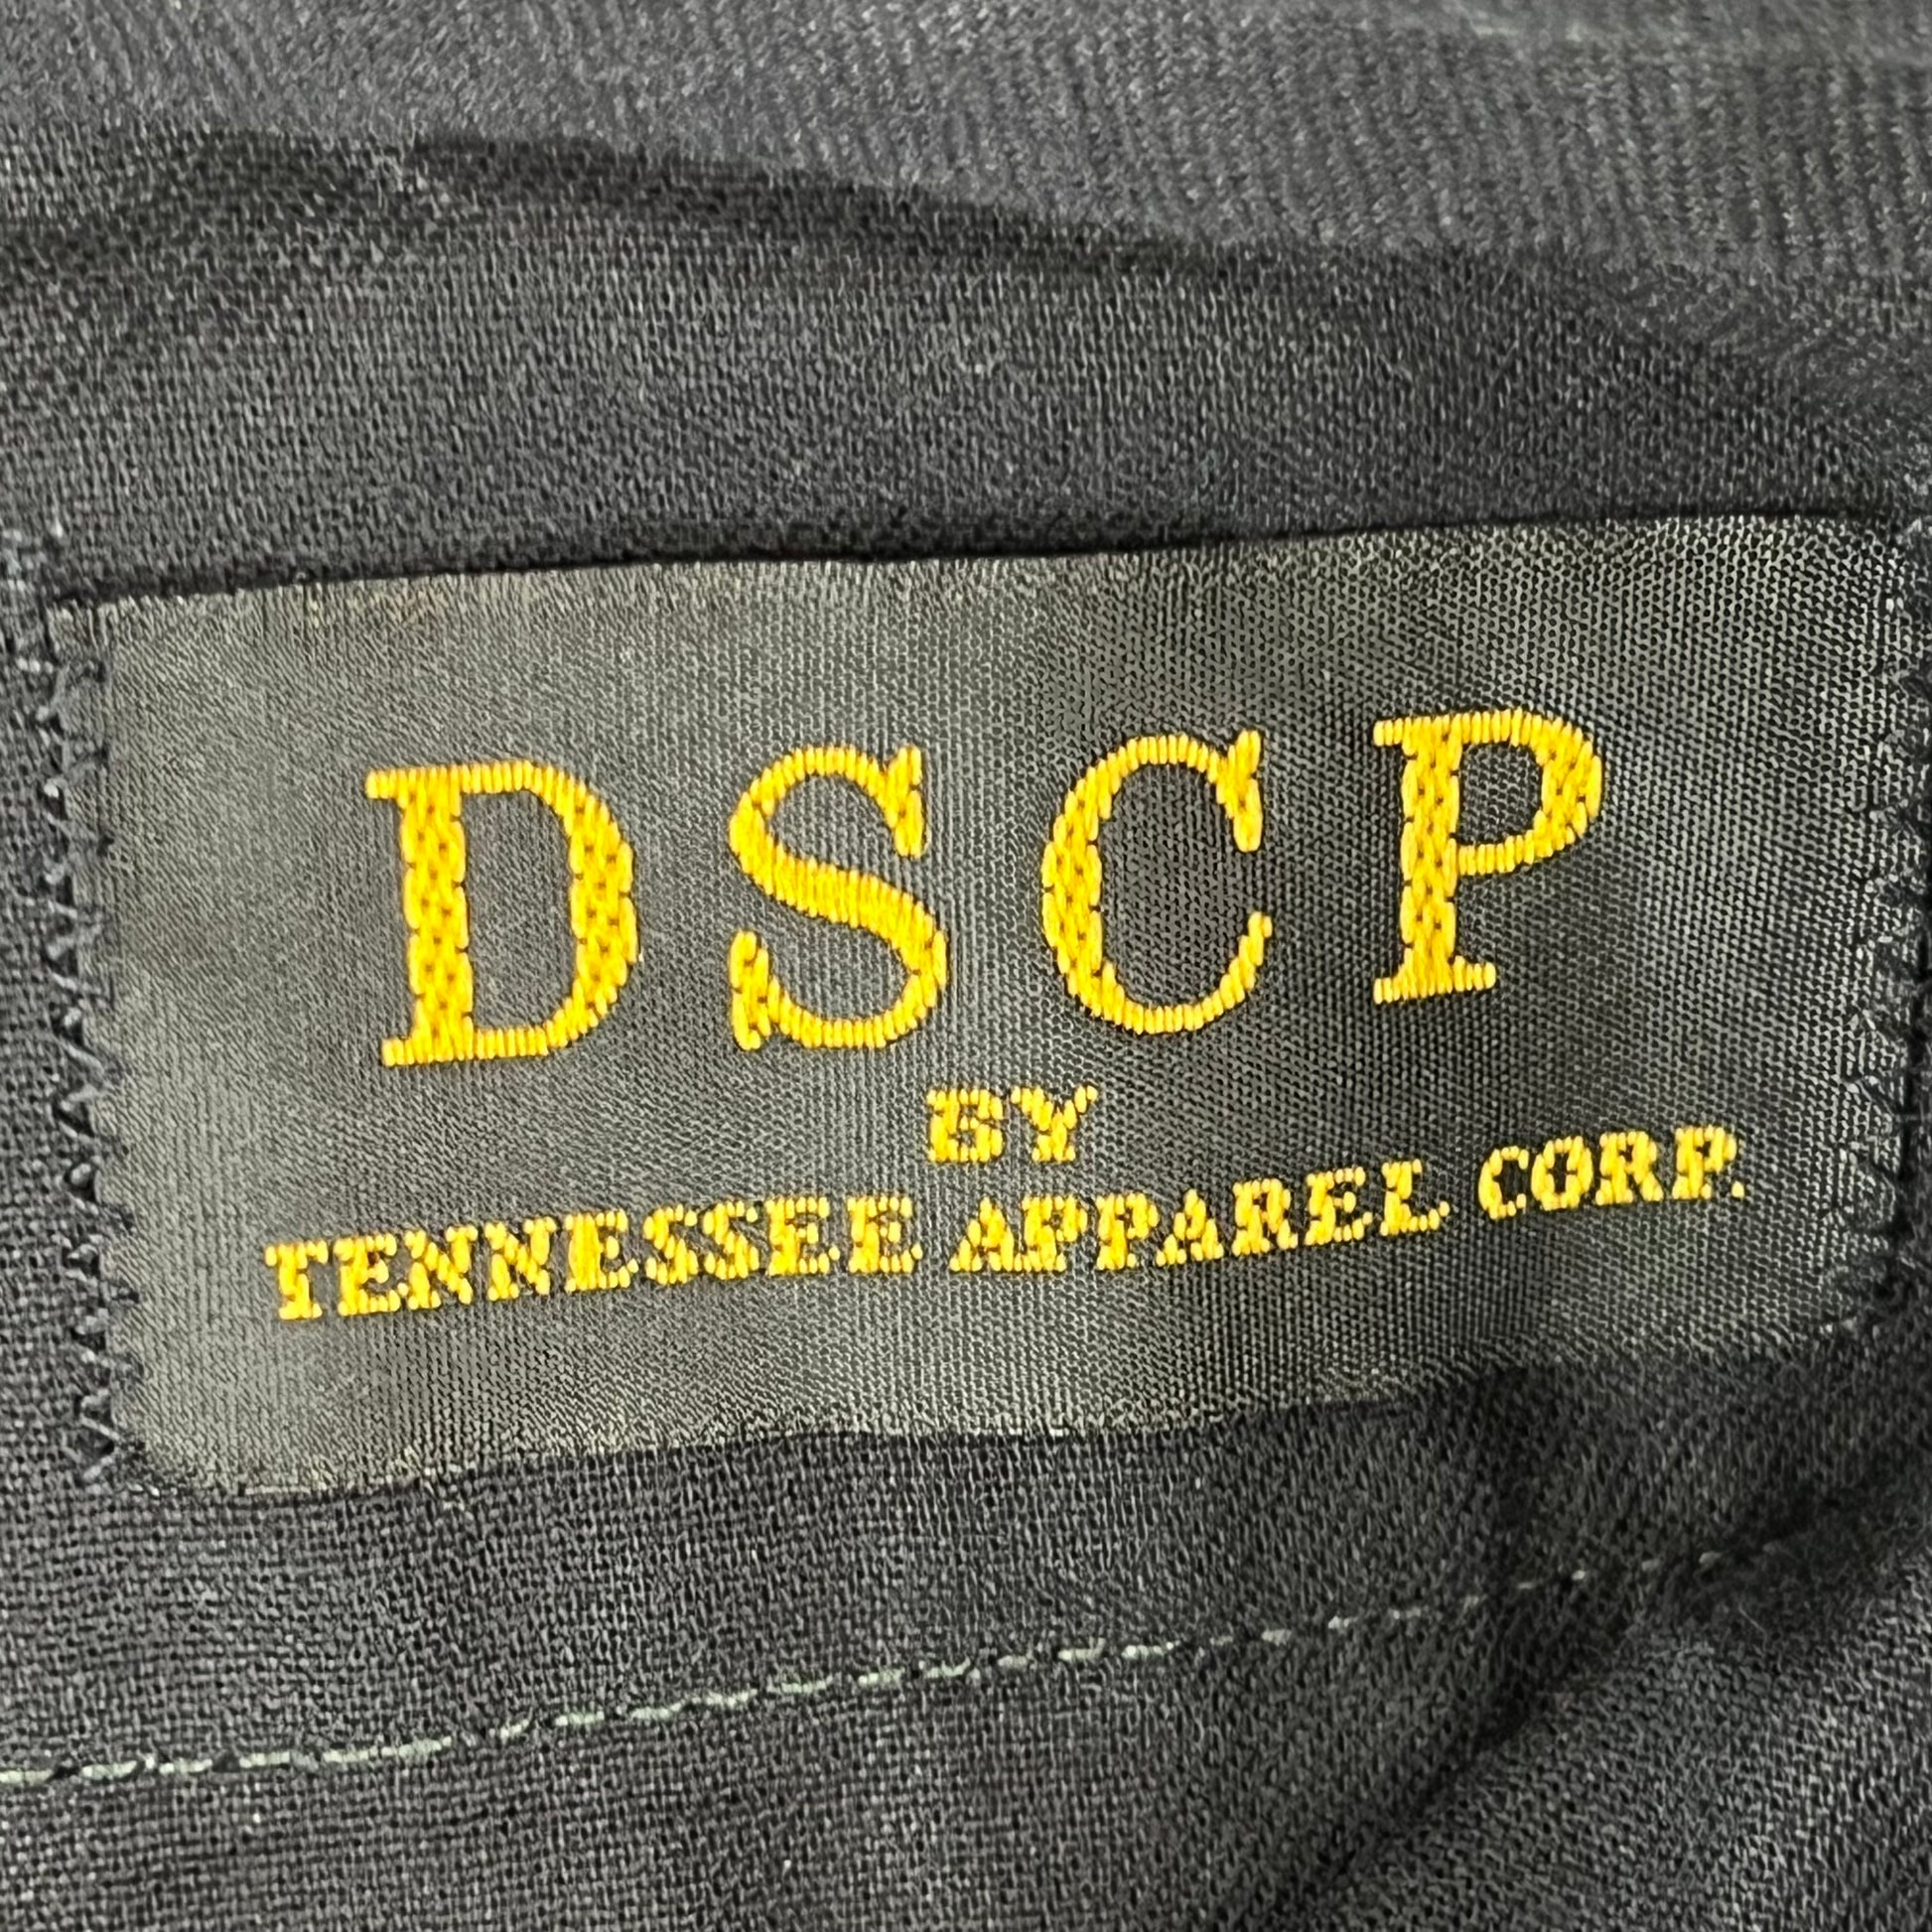 DSCP
BY
TENNESSEE APPAREL CORP.